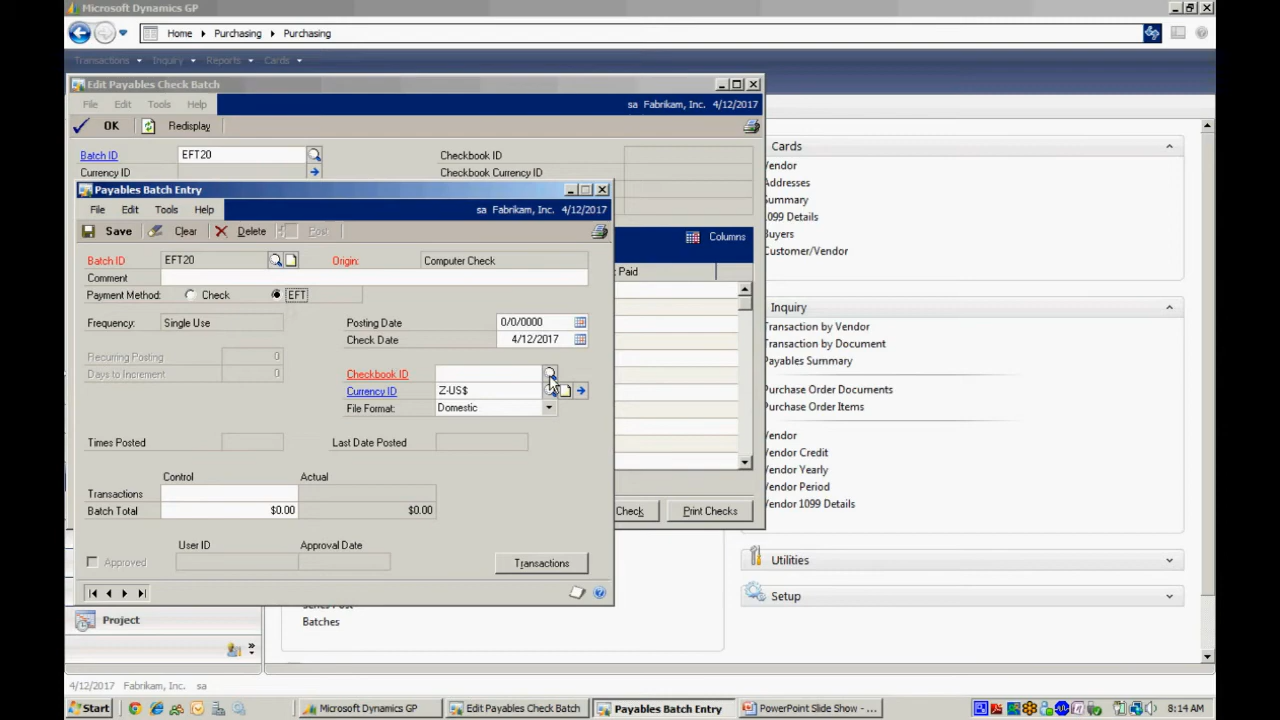 Microsoft Dynamics GP
Home › Purchasing › Purchasing ›
Transactions Inquiry Reports Cards
Edit Payables Check Batch
File Edit Tools Help sa Fabrikam, Inc. 4/12/2017
OK Redisplay
Batch ID EFT20 Checkbook ID
Currency ID Checkbook Currency ID
Columns
Paid
Check Print Checks
Payables Batch Entry
File Edit Tools Help sa Fabrikam, Inc. 4/12/2017
Save Clear Delete Post
Batch ID EFT20 Origin: Computer Check
Comment
Payment Method: Check EFT
Frequency: Single Use Posting Date 0/0/0000
Check Date 4/12/2017
Recurring Posting 0
Days to Increment 0 Checkbook ID
Currency ID Z-US$
File Format: Domestic
Times Posted Last Date Posted
Control Actual
Transactions
Batch Total $0.00 $0.00
User ID Approval Date
Approved
Transactions
Cards
Vendor
Addresses
Summary
1099 Details
Buyers
Customer/Vendor
Inquiry
Transaction by Vendor
Transaction by Document
Payables Summary
Purchase Order Documents
Purchase Order Items
Vendor
Vendor Credit
Vendor Yearly
Vendor Period
Vendor 1099 Details
Utilities
Setup
Project
Series Post
Batches
4/12/2017 Fabrikam, Inc. sa
Start Microsoft Dynamics GP Edit Payables Check Batch Payables Batch Entry PowerPoint Slide Show - ... 8:14 AM